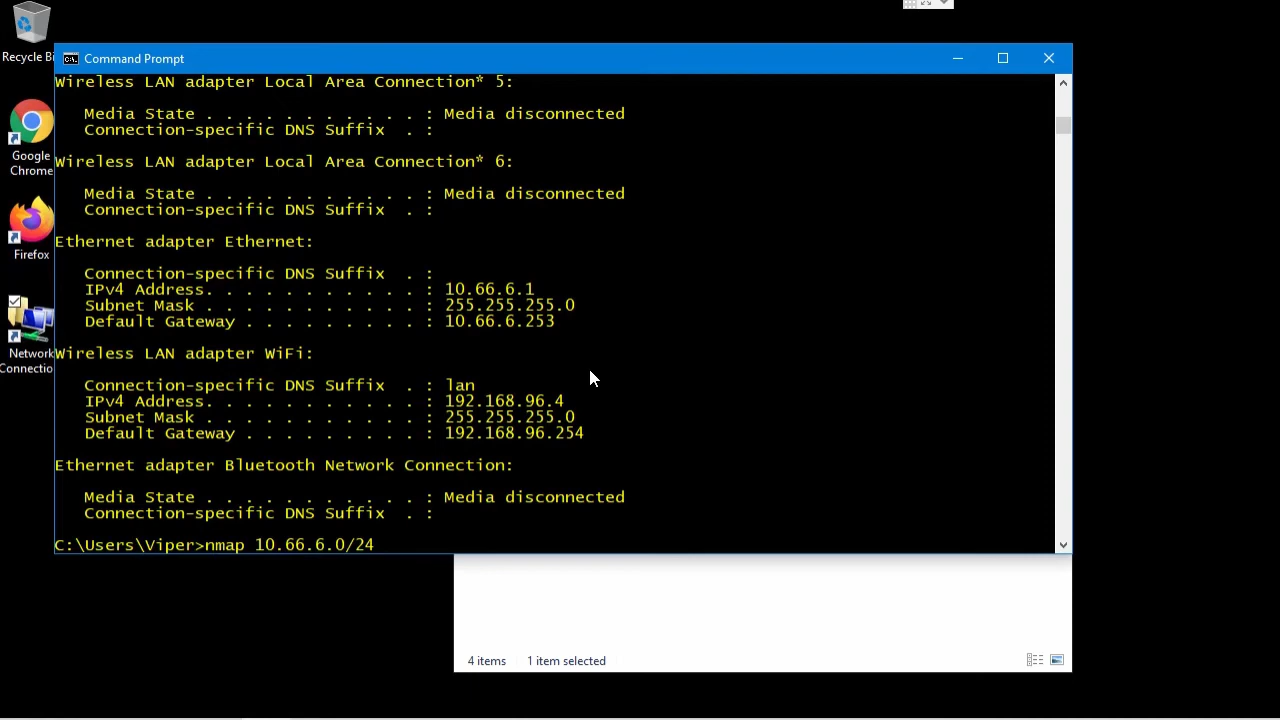 Recycle Bi
Command Prompt
Wireless LAN adapter Local Area Connection* 5:
Media State . . . . . . . . . . . : Media disconnected
Connection-specific DNS Suffix  . :
Wireless LAN adapter Local Area Connection* 6:
Media State . . . . . . . . . . . : Media disconnected
Connection-specific DNS Suffix  . :
Ethernet adapter Ethernet:
Connection-specific DNS Suffix  . :
IPv4 Address. . . . . . . . . . . : 10.66.6.1
Subnet Mask . . . . . . . . . . . : 255.255.255.0
Default Gateway . . . . . . . . . : 10.66.6.253
Wireless LAN adapter WiFi:
Connection-specific DNS Suffix  . : lan
IPv4 Address. . . . . . . . . . . : 192.168.96.4
Subnet Mask . . . . . . . . . . . : 255.255.255.0
Default Gateway . . . . . . . . . : 192.168.96.254
Ethernet adapter Bluetooth Network Connection:
Media State . . . . . . . . . . . : Media disconnected
Connection-specific DNS Suffix  . :
C:\Users\Viper>nmap 10.66.6.0/24
Google
Chrome
Firefox
Network
Connectio
4 items
1 item selected